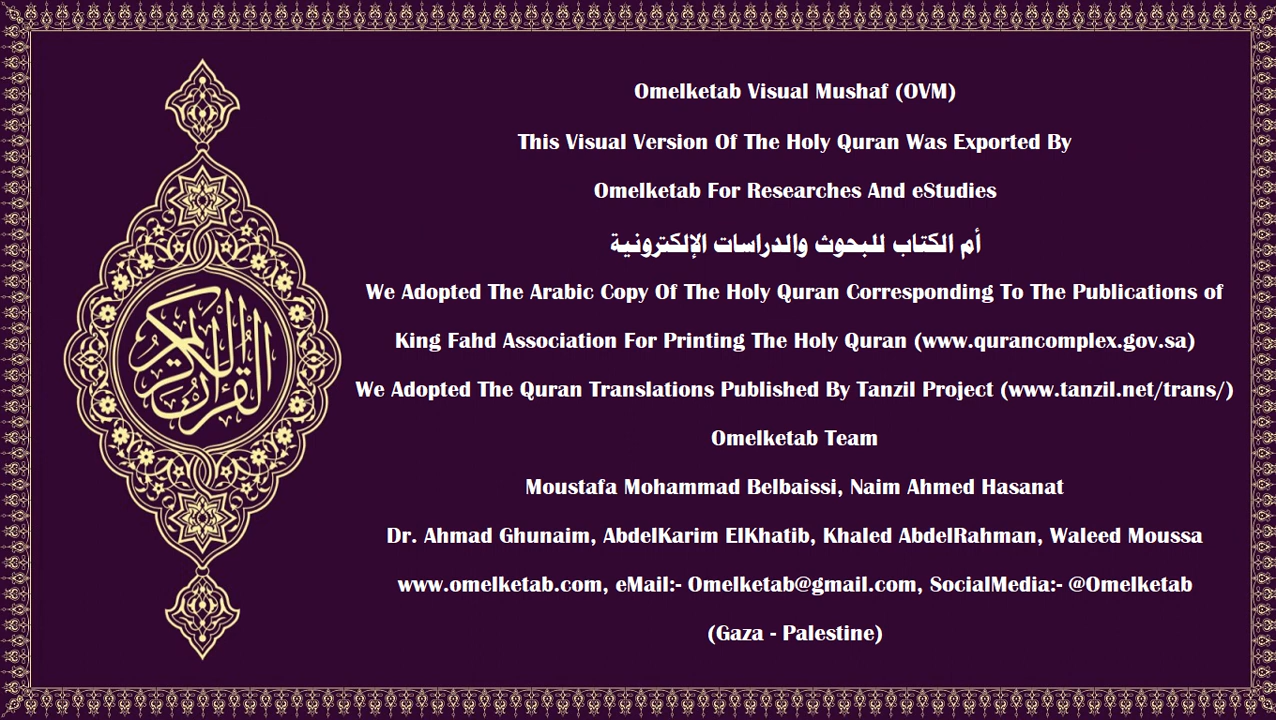 Omelketab Visual Mushaf (OVM)
This Visual Version Of The Holy Quran Was Exported By
Omelketab For Researches And eStudies
أم الكتاب للبحوث والدراسات الإلكترونية
We Adopted The Arabic Copy Of The Holy Quran Corresponding To The Publications of
King Fahd Association For Printing The Holy Quran (www.qurancomplex.gov.sa)
We Adopted The Quran Translations Published By Tanzil Project (www.tanzil.net/trans/)
Omelketab Team
Moustafa Mohammad Belbaissi, Naim Ahmed Hasanat
Dr. Ahmad Ghunaim, AbdelKarim ElKhatib, Khaled AbdelRahman, Waleed Moussa
www.omelketab.com, eMail:- Omelketab@gmail.com, SocialMedia:- @Omelketab
(Gaza - Palestine)
القرآن الكريم